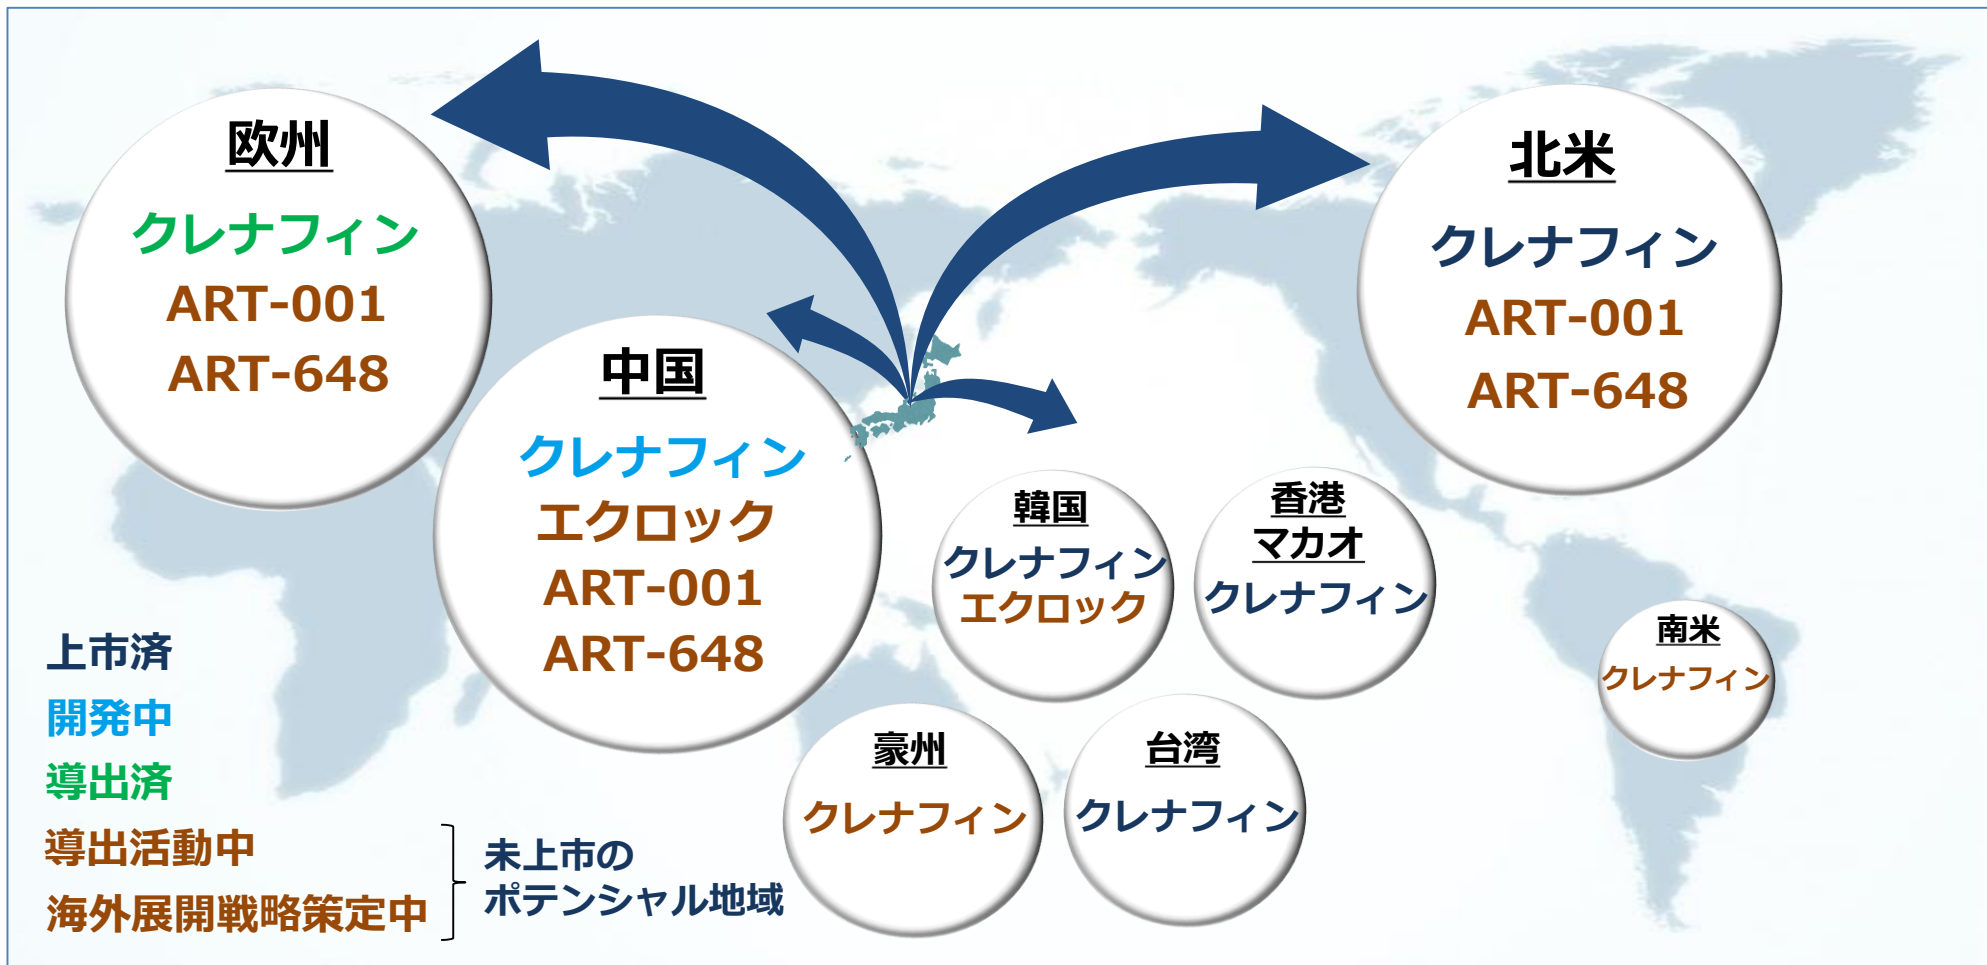 欧州
クレナフィン
ART-001
ART-648
中国
クレナフィン
エクロック
ART-001
ART-648
北米
クレナフィン
ART-001
ART-648
韓国
クレナフィン
エクロック
香港
マカオ
クレナフィン
南米
クレナフィン
豪州
クレナフィン
台湾
クレナフィン
上市済
開発中
導出済
導出活動中
海外展開戦略策定中
未上市の
ポテンシャル地域